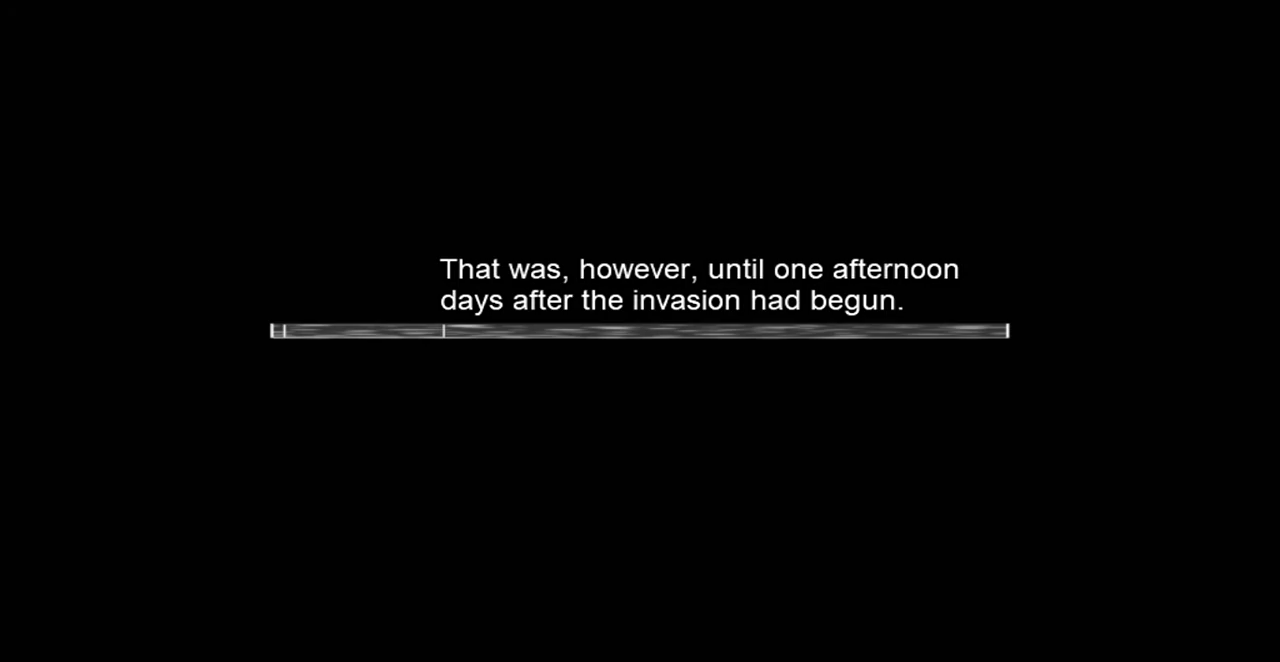 That was, however, until one afternoon
days after the invasion had begun.